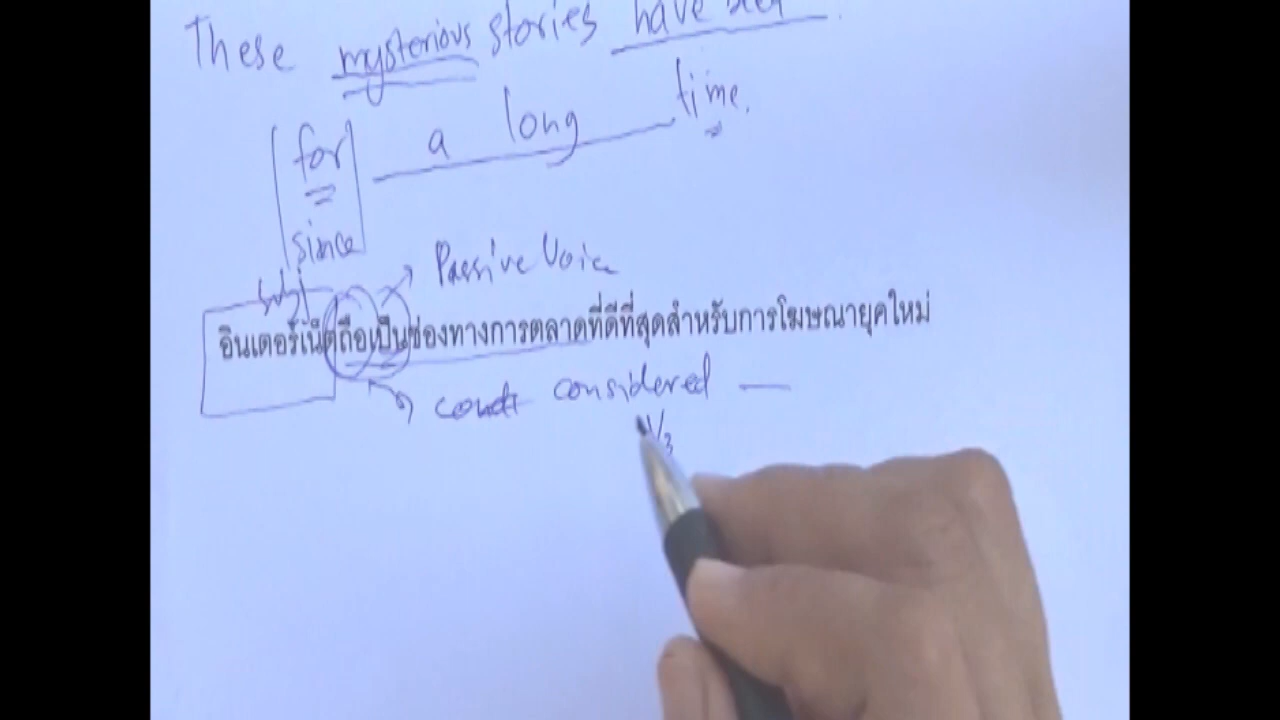 These mysterious stories have
for a long time.
since
subj
Passive Voice
อินเตอร์เน็ตถือเป็นช่องทางการตลาดที่ดีที่สุดสำหรับการโฆษณายุคใหม่
considered —
V3